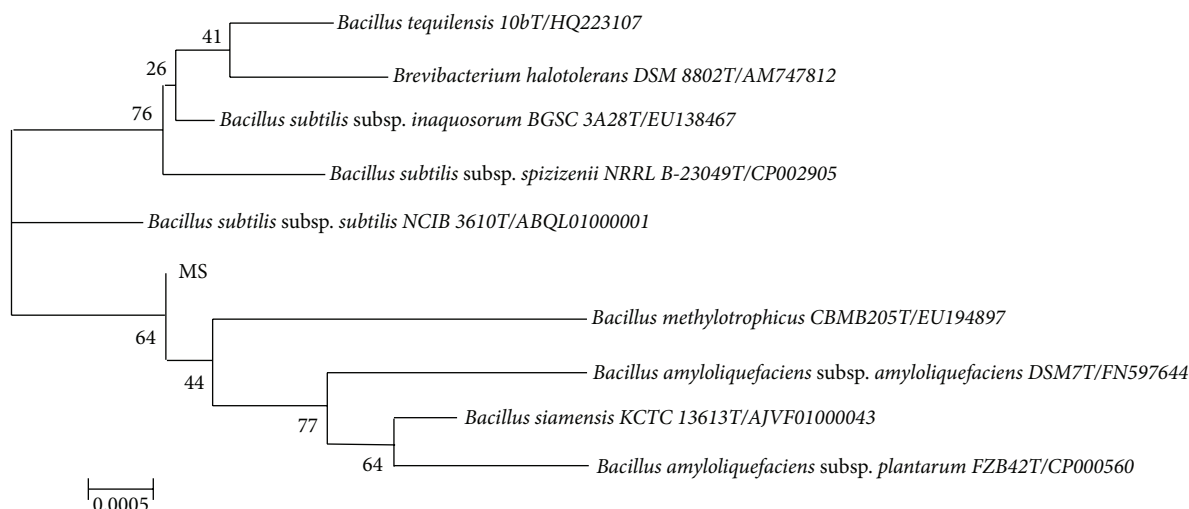 Bacillus tequilensis 10bT/HQ223107
41
Brevibacterium halotolerans DSM 8802T/AM747812
26
76
Bacillus subtilis subsp. inaquosorum BGSC 3A28T/EU138467
Bacillus subtilis subsp. spizizenii NRRL B-23049T/CP002905
Bacillus subtilis subsp. subtilis NCIB 3610T/ABQL01000001
MS
Bacillus methylotrophicus CBMB205T/EU194897
64
Bacillus amyloliquefaciens subsp. amyloliquefaciens DSM7T/FN597644
44
Bacillus siamensis KCTC 13613T/AJVF01000043
77
Bacillus amyloliquefaciens subsp. plantarum FZB42T/CP000560
64
0.0005